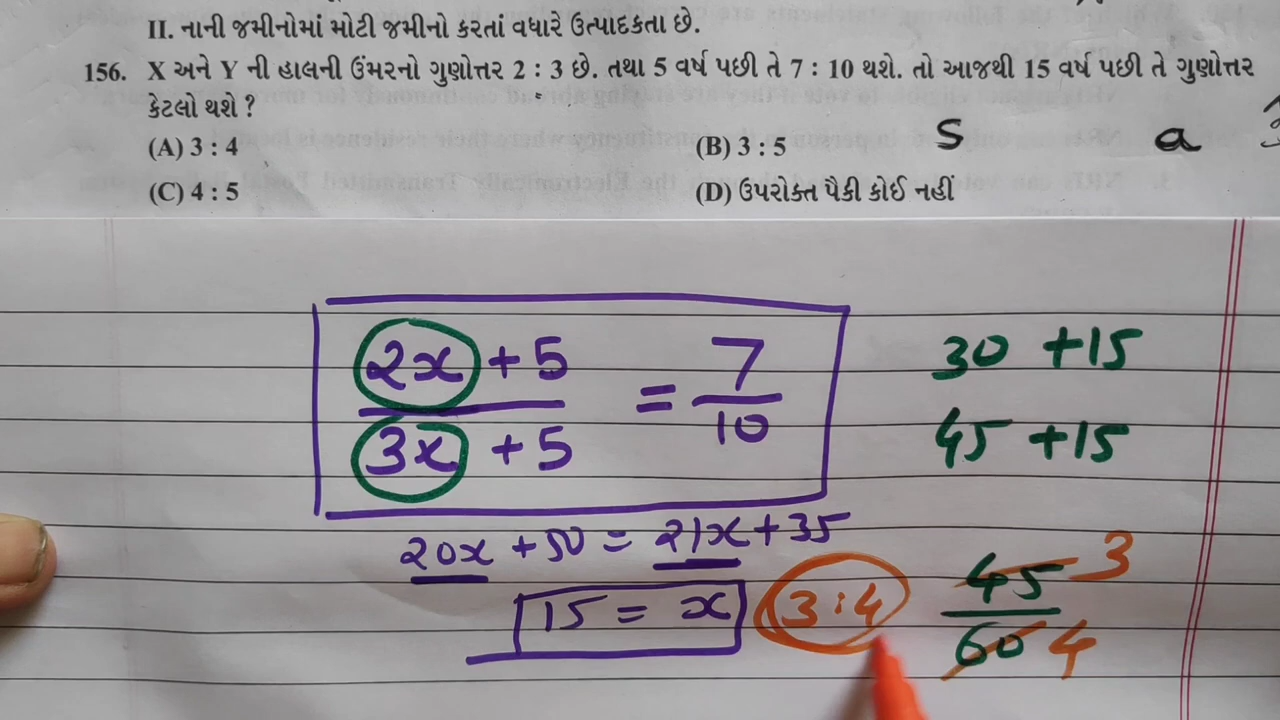 II. નાની જમીનોમાં મોટી જમીનો કરતાં વધારે ઉત્પાદકતા છે.
156. X અને Y ની હાલની ઉંમરનો ગુણોત્તર 2 : 3 છે. તથા 5 વર્ષ પછી તે 7 : 10 થશે. તો આજથી 15 વર્ષ પછી તે ગુણોત્તર
કેટલો થશે ?
(A) 3 : 4 (B) 3 : 5
(C) 4 : 5 (D) ઉપરોક્ત પૈકી કોઈ નહીં
S a
2x + 5 = 7
3x + 5 10
30 +15
45 +15
20x + 50 = 21x + 35
15 = x
3 : 4
45 3
60 4